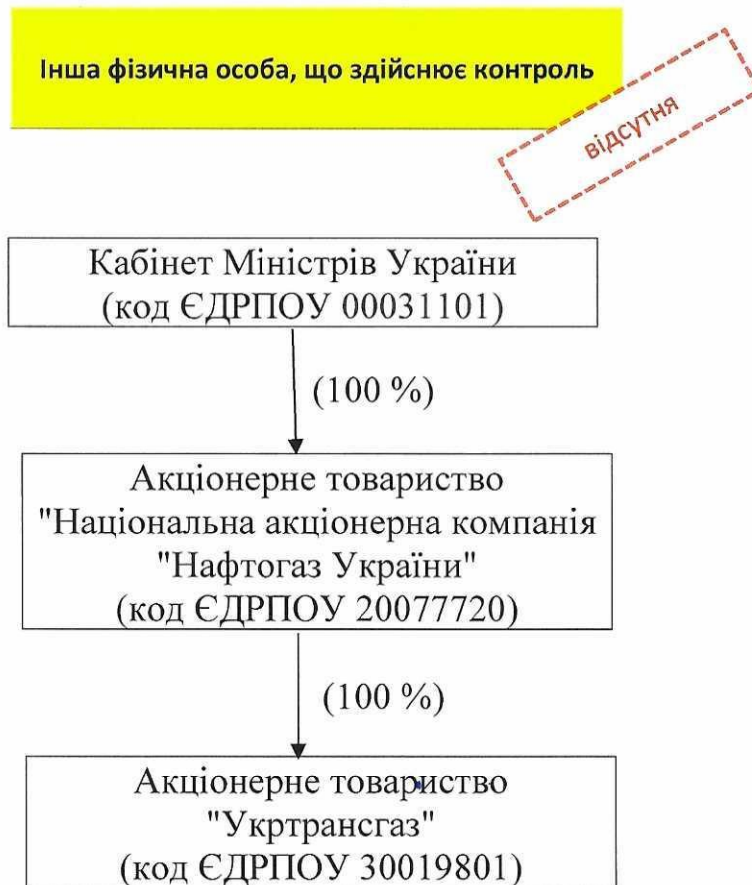 Інша фізична особа, що здійснює контроль
відсутня
Кабінет Міністрів України
(код ЄДРПОУ 00031101)
(100 %)
Акціонерне товариство
"Національна акціонерна компанія
"Нафтогаз України"
(код ЄДРПОУ 20077720)
(100 %)
Акціонерне товариство
"Укртрансгаз"
(код ЄДРПОУ 30019801)